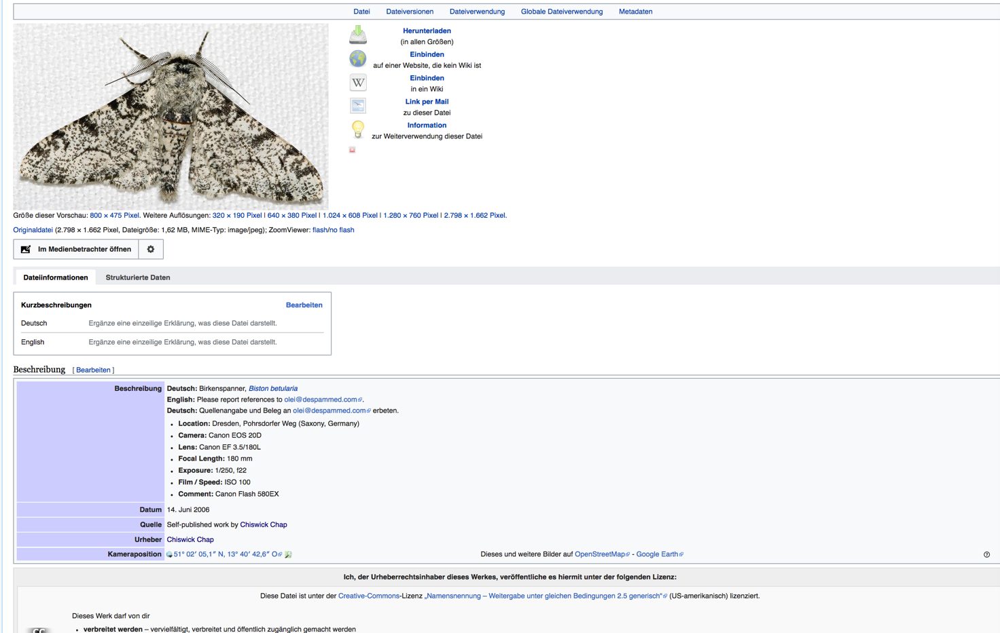 Datei Dateiversionen Dateiverwendung Globale Dateiverwendung Metadaten
Herunterladen
(in allen Größen)
Einbinden
auf einer Website, die kein Wiki ist
W
Einbinden
in ein Wiki
Link per Mail
zu dieser Datei
Information
zur Weiterverwendung dieser Datei
Größe dieser Vorschau: 800 × 475 Pixel. Weitere Auflösungen: 320 × 190 Pixel | 640 × 380 Pixel | 1.024 × 608 Pixel | 1.280 × 760 Pixel | 2.798 × 1.662 Pixel.
Originaldatei (2.798 × 1.662 Pixel, Dateigröße: 1,62 MB, MIME-Typ: image/jpeg); ZoomViewer: flash/no flash
Im Medienbetrachter öffnen
Dateiinformationen Strukturierte Daten
Kurzbeschreibungen Bearbeiten
Deutsch Ergänze eine einzeilige Erklärung, was diese Datei darstellt.
English Ergänze eine einzeilige Erklärung, was diese Datei darstellt.
Beschreibung [ Bearbeiten ]
Beschreibung Deutsch: Birkenspanner, Biston betularia
English: Please report references to olei@despammed.com.
Deutsch: Quellenangabe und Beleg an olei@despammed.com erbeten.
• Location: Dresden, Pohrsdorfer Weg (Saxony, Germany)
• Camera: Canon EOS 20D
• Lens: Canon EF 3.5/180L
• Focal Length: 180 mm
• Exposure: 1/250, f22
• Film / Speed: ISO 100
• Comment: Canon Flash 580EX
Datum 14. Juni 2006
Quelle Self-published work by Chiswick Chap
Urheber Chiswick Chap
Kameraposition 51° 02′ 05,1″ N, 13° 40′ 42,6″ O Dieses und weitere Bilder auf OpenStreetMap - Google Earth ?
Ich, der Urheberrechtsinhaber dieses Werkes, veröffentliche es hiermit unter der folgenden Lizenz:
Diese Datei ist unter der Creative-Commons-Lizenz „Namensnennung – Weitergabe unter gleichen Bedingungen 2.5 generisch“ (US-amerikanisch) lizenziert.
Dieses Werk darf von dir
cc
• verbreitet werden – vervielfältigt, verbreitet und öffentlich zugänglich gemacht werden